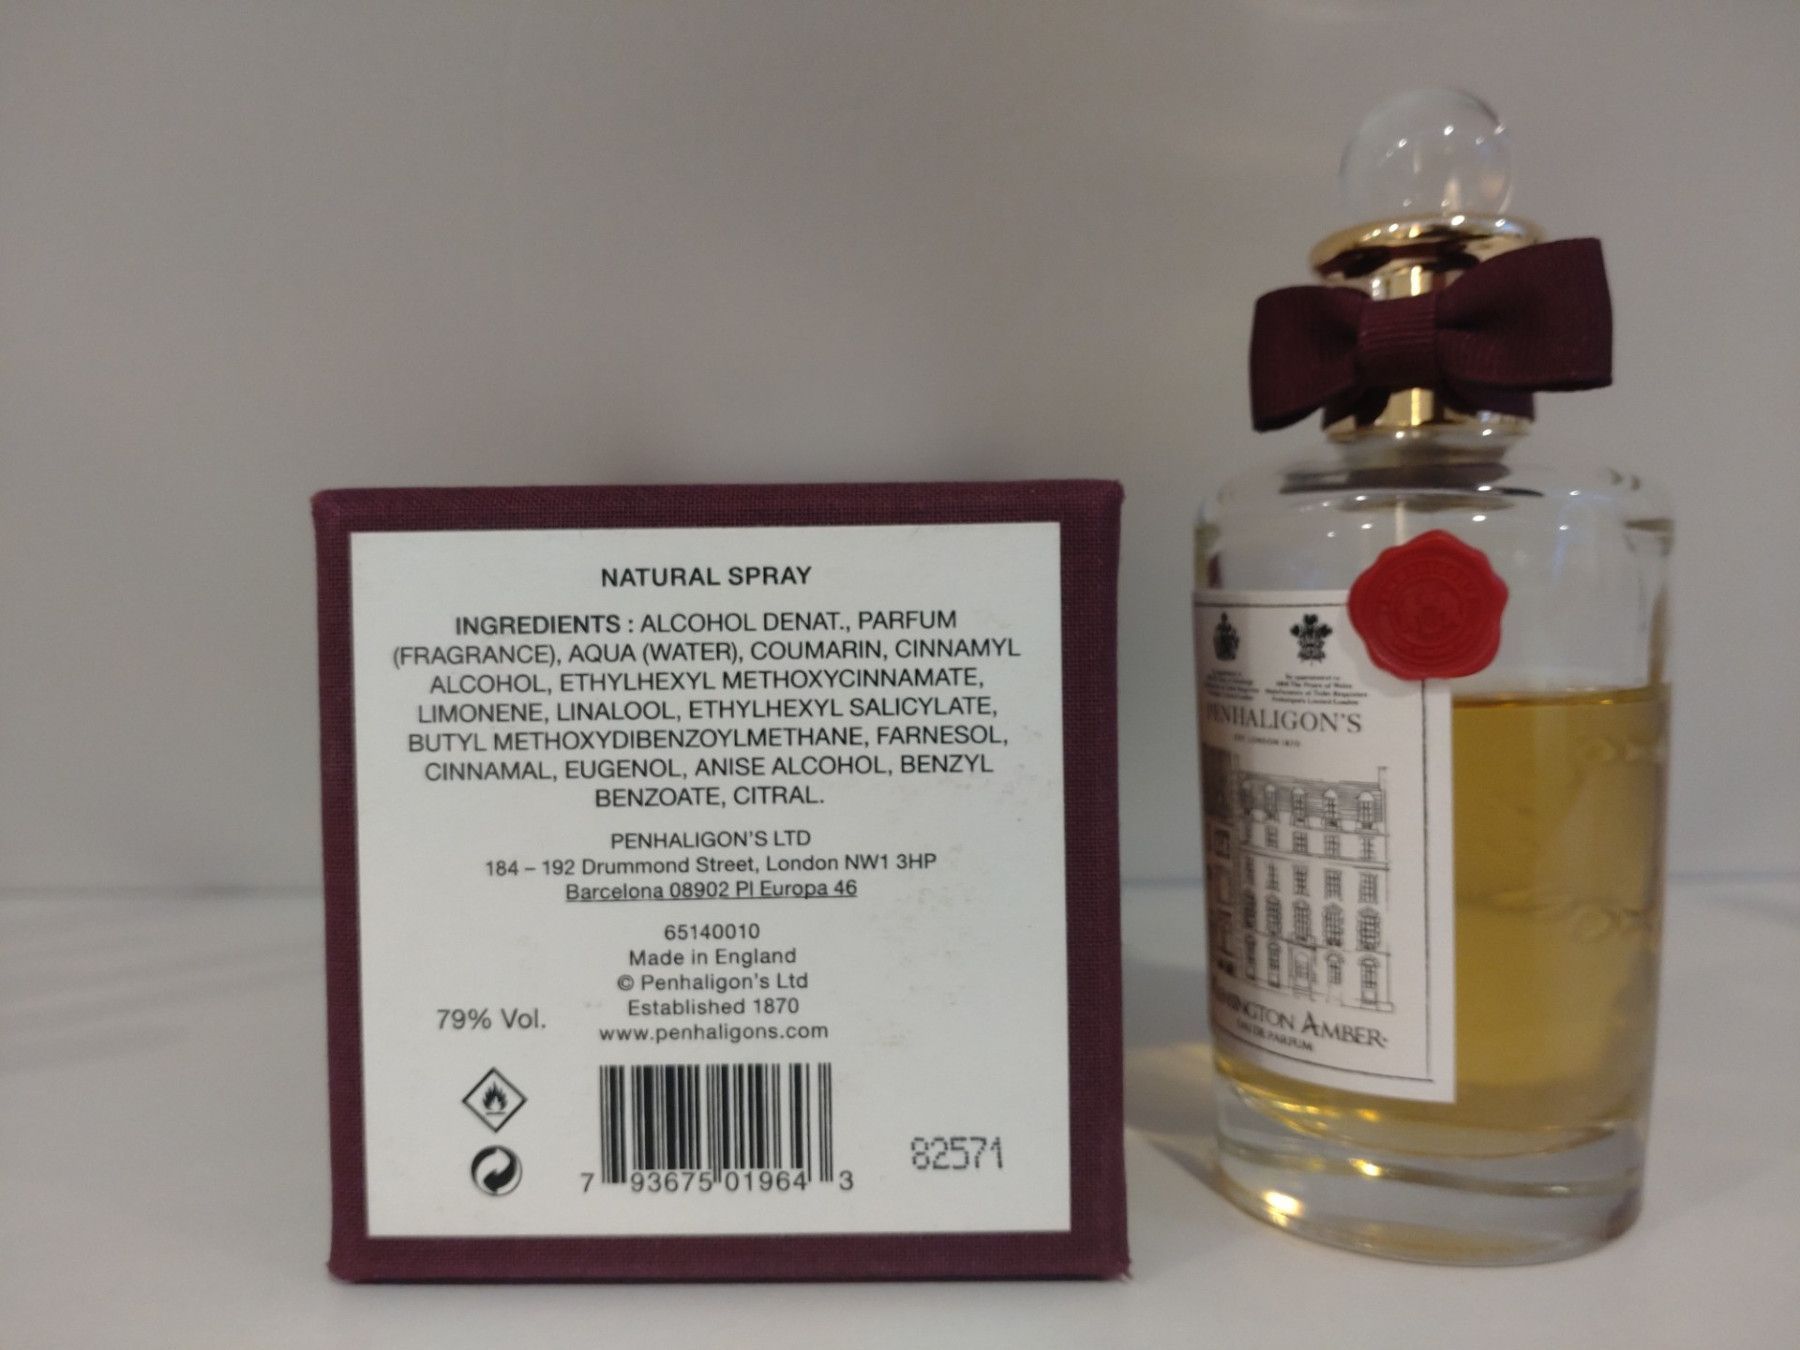 NATURAL SPRAY
INGREDIENTS : ALCOHOL DENAT., PARFUM
(FRAGRANCE), AQUA (WATER), COUMARIN, CINNAMYL
ALCOHOL, ETHYLHEXYL METHOXYCINNAMATE,
LIMONENE, LINALOOL, ETHYLHEXYL SALICYLATE,
BUTYL METHOXYDIBENZOYLMETHANE, FARNESOL,
CINNAMAL, EUGENOL, ANISE ALCOHOL, BENZYL
BENZOATE, CITRAL.
PENHALIGON'S LTD
184 – 192 Drummond Street, London NW1 3HP
Barcelona 08902 Pl Europa 46
65140010
Made in England
© Penhaligon's Ltd
Established 1870
www.penhaligons.com
79% Vol.
7 93675 01964 3
82571
PENHALIGON'S
EST. LONDON 1870
AMBER
EAU DE PARFUM